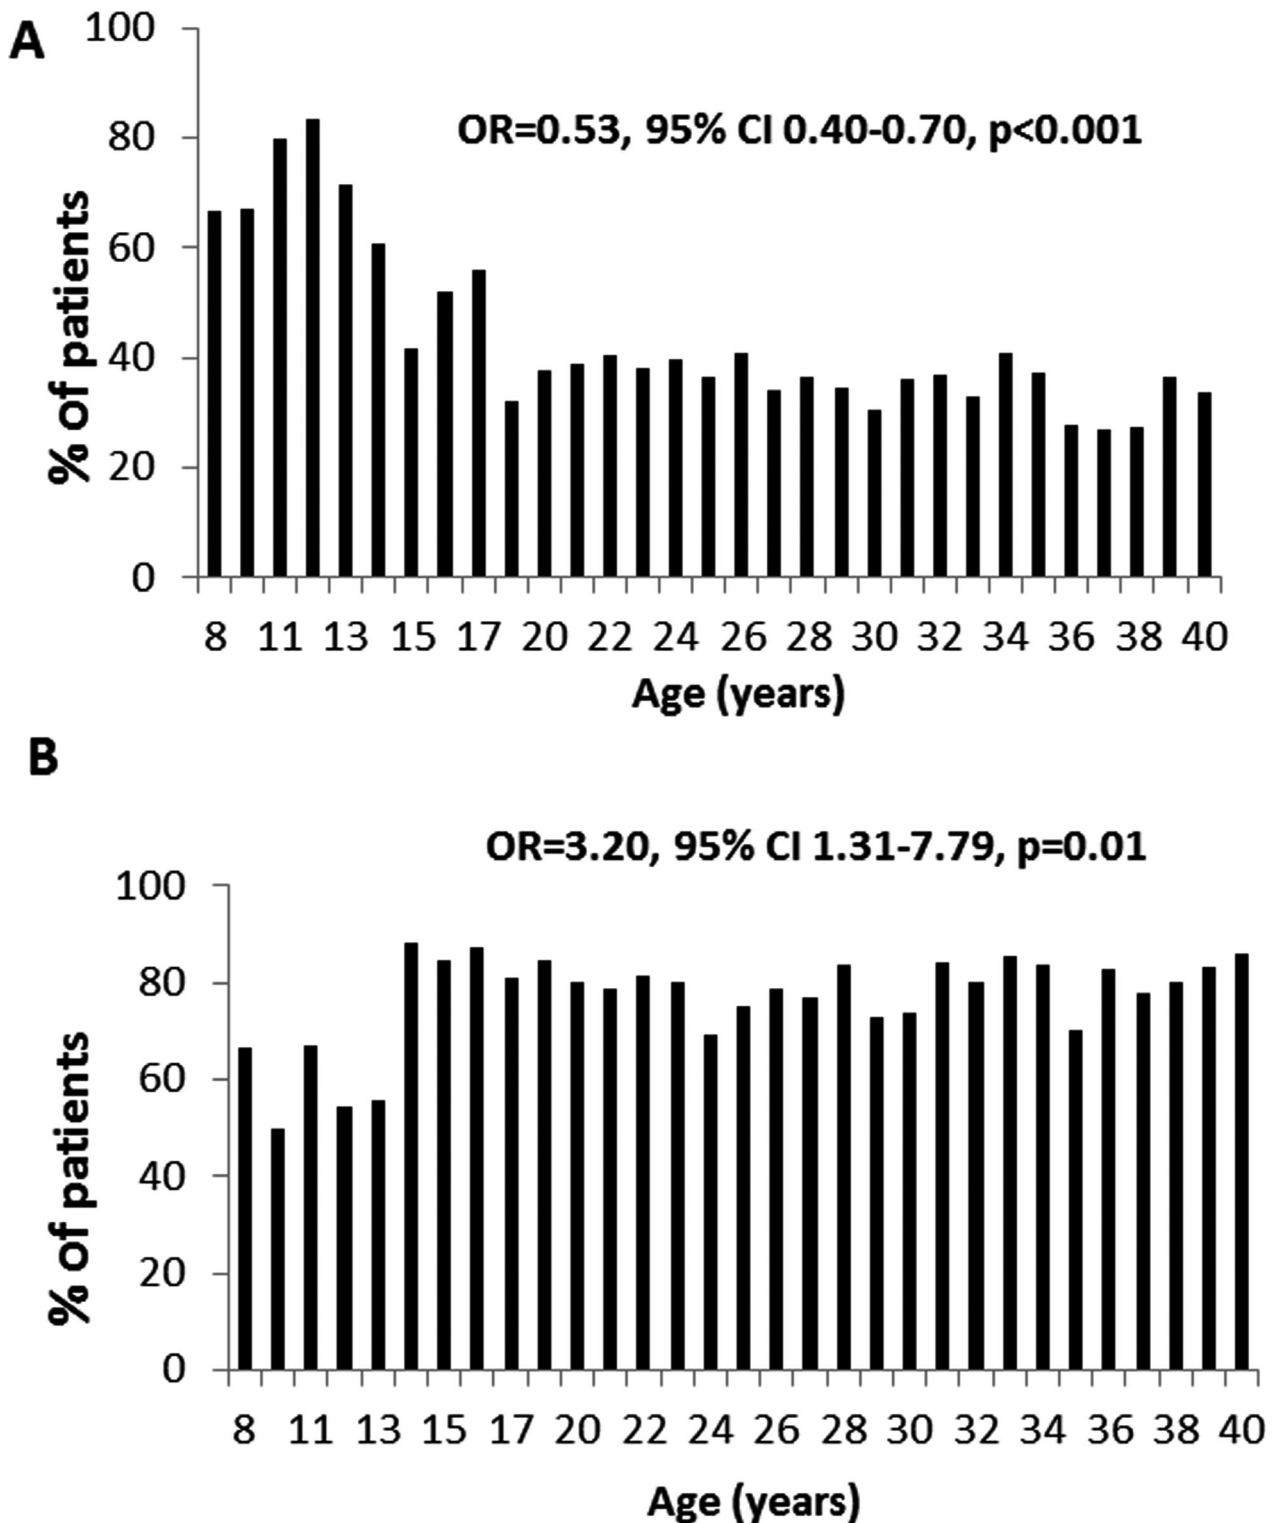 A
100
80
60
40
20
0
% of patients
OR=0.53, 95% CI 0.40-0.70, p<0.001
8 11 13 15 17 20 22 24 26 28 30 32 34 36 38 40
Age (years)
B
OR=3.20, 95% CI 1.31-7.79, p=0.01
100
80
60
40
20
0
% of patients
8 11 13 15 17 20 22 24 26 28 30 32 34 36 38 40
Age (years)